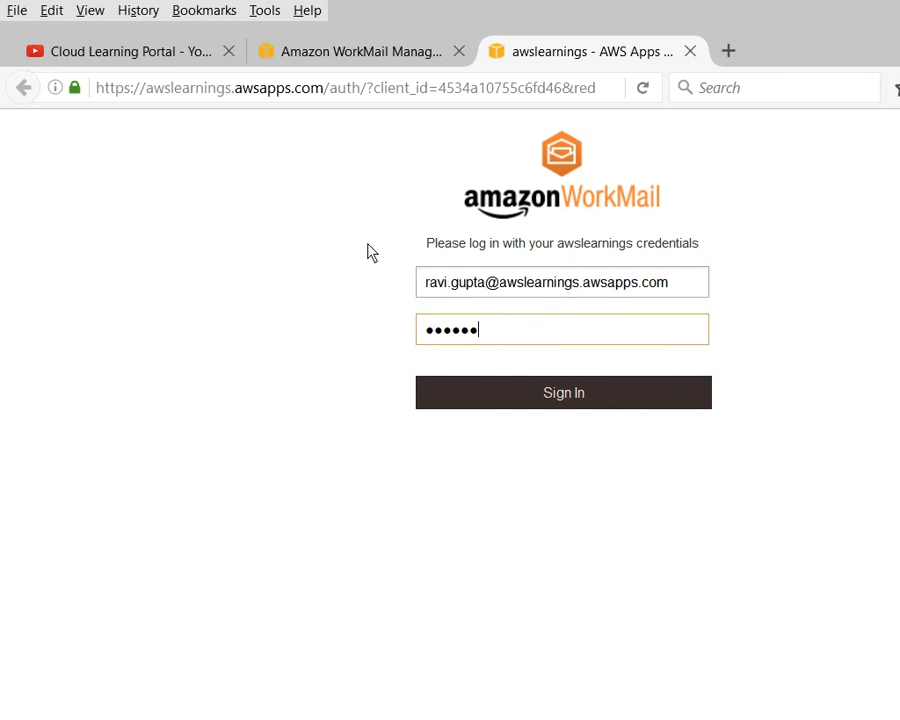 File Edit View History Bookmarks Tools Help
Cloud Learning Portal - Yo... Amazon WorkMail Manag... awslearnings - AWS Apps ...
https://awslearnings.awsapps.com/auth/?client_id=4534a10755c6fd46&red Search
amazonWorkMail
Please log in with your awslearnings credentials
ravi.gupta@awslearnings.awsapps.com
●●●●●●
Sign In